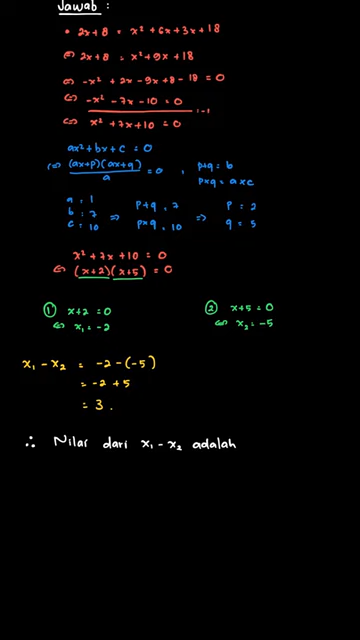 Jawab:
• 2x + 8 = x² + 6x + 3x + 18
⇔ 2x + 8 = x² + 9x + 18
⇔ -x² + 2x - 9x + 8 - 18 = 0
⇔ -x² - 7x - 10 = 0
⇔ x² + 7x + 10 = 0
ax² + bx + c = 0
⇔ (ax+p)(ax+q)/a = 0 , p+q = b
p×q = a×c
a = 1
b = 7 ⇒ p+q = 7 ⇒ p = 2
c = 10 p×q = 10 q = 5
x² + 7x + 10 = 0
⇔ (x+2)(x+5) = 0
① x+2 = 0 ② x+5 = 0
⇔ x₁ = -2 ⇔ x₂ = -5
x₁ - x₂ = -2 - (-5)
= -2 + 5
= 3 .
∴ Nilai dari x₁ - x₂ adalah